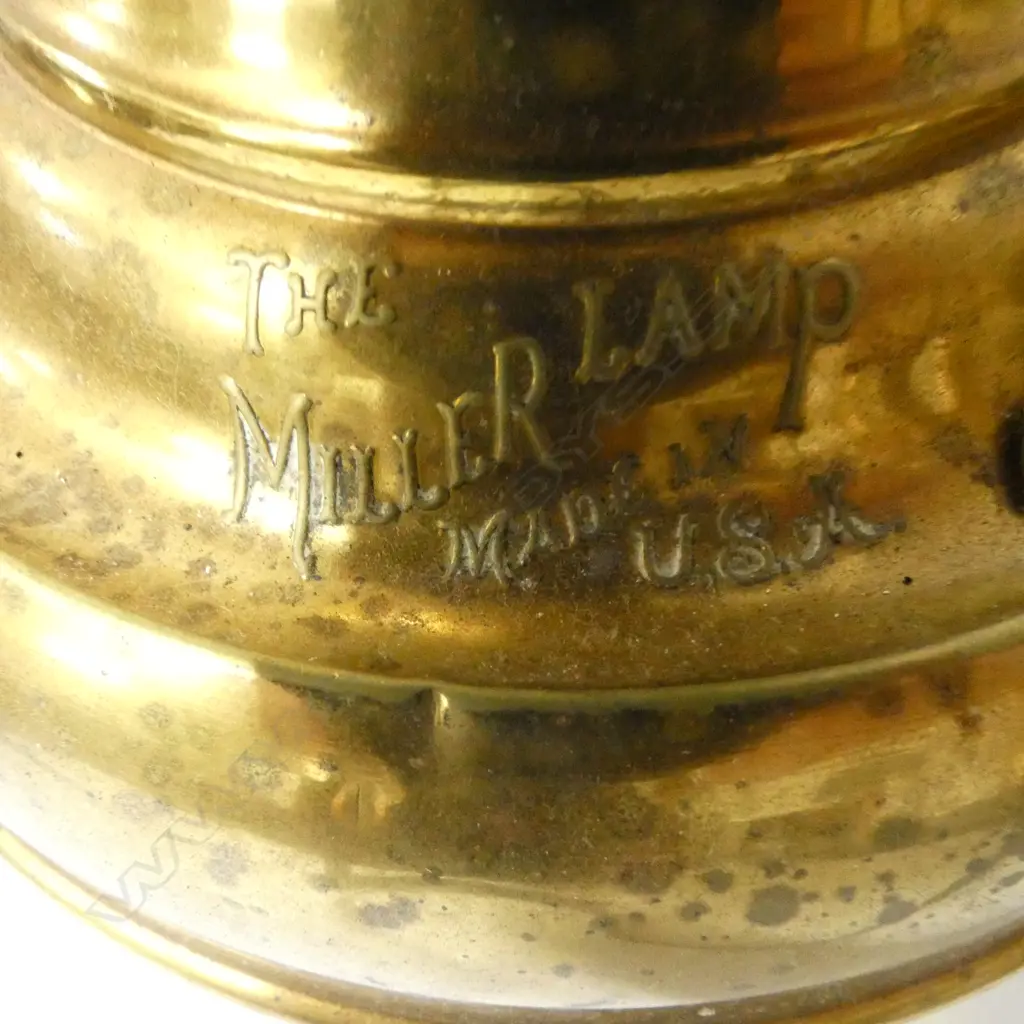 THE
MILLER LAMP
MADE IN
U.S.A